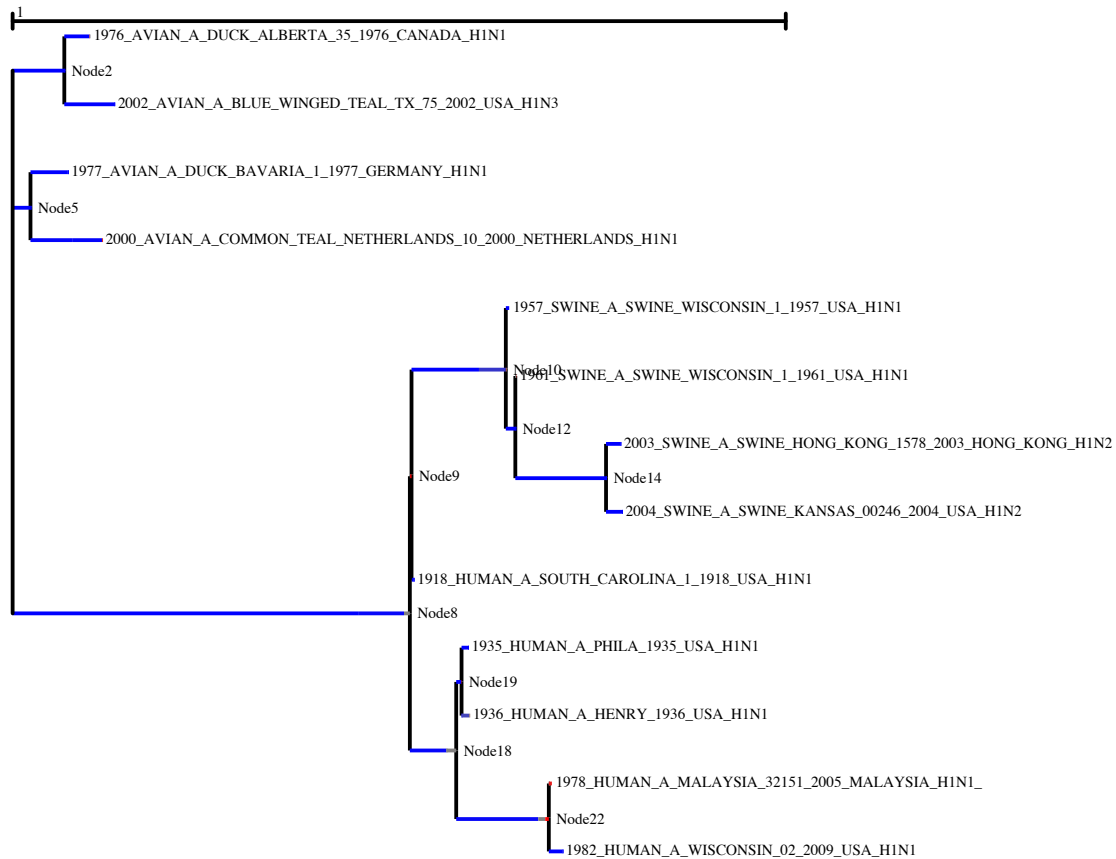 1
1976_AVIAN_A_DUCK_ALBERTA_35_1976_CANADA_H1N1
Node2
2002_AVIAN_A_BLUE_WINGED_TEAL_TX_75_2002_USA_H1N3
1977_AVIAN_A_DUCK_BAVARIA_1_1977_GERMANY_H1N1
Node5
2000_AVIAN_A_COMMON_TEAL_NETHERLANDS_10_2000_NETHERLANDS_H1N1
1957_SWINE_A_SWINE_WISCONSIN_1_1957_USA_H1N1
Node10
1961_SWINE_A_SWINE_WISCONSIN_1_1961_USA_H1N1
Node12
2003_SWINE_A_SWINE_HONG_KONG_1578_2003_HONG_KONG_H1N2
Node9
Node14
2004_SWINE_A_SWINE_KANSAS_00246_2004_USA_H1N2
1918_HUMAN_A_SOUTH_CAROLINA_1_1918_USA_H1N1
Node8
1935_HUMAN_A_PHILA_1935_USA_H1N1
Node19
1936_HUMAN_A_HENRY_1936_USA_H1N1
Node18
1978_HUMAN_A_MALAYSIA_32151_2005_MALAYSIA_H1N1_
Node22
1982_HUMAN_A_WISCONSIN_02_2009_USA_H1N1